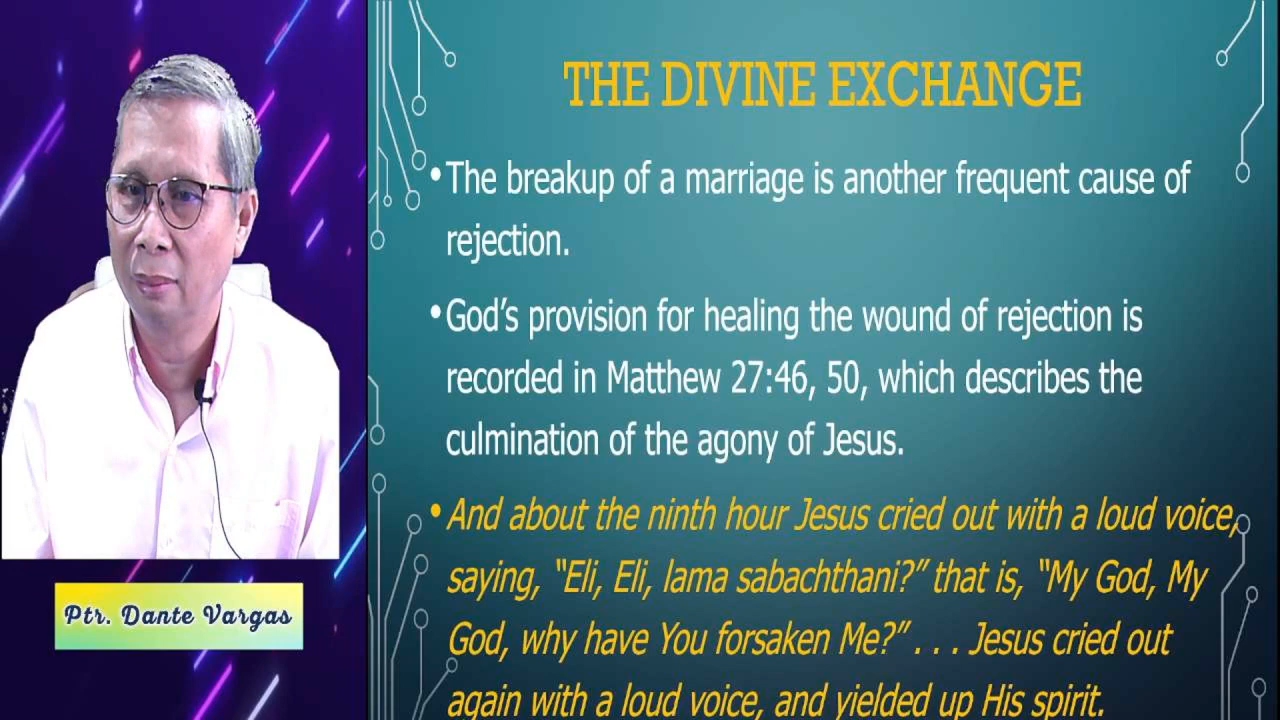 THE DIVINE EXCHANGE
• The breakup of a marriage is another frequent cause of
rejection.
• God’s provision for healing the wound of rejection is
recorded in Matthew 27:46, 50, which describes the
culmination of the agony of Jesus.
• And about the ninth hour Jesus cried out with a loud voice,
saying, “Eli, Eli, lama sabachthani?” that is, “My God, My
God, why have You forsaken Me?” . . . Jesus cried out
again with a loud voice, and yielded up His spirit.
Ptr. Dante Vargas